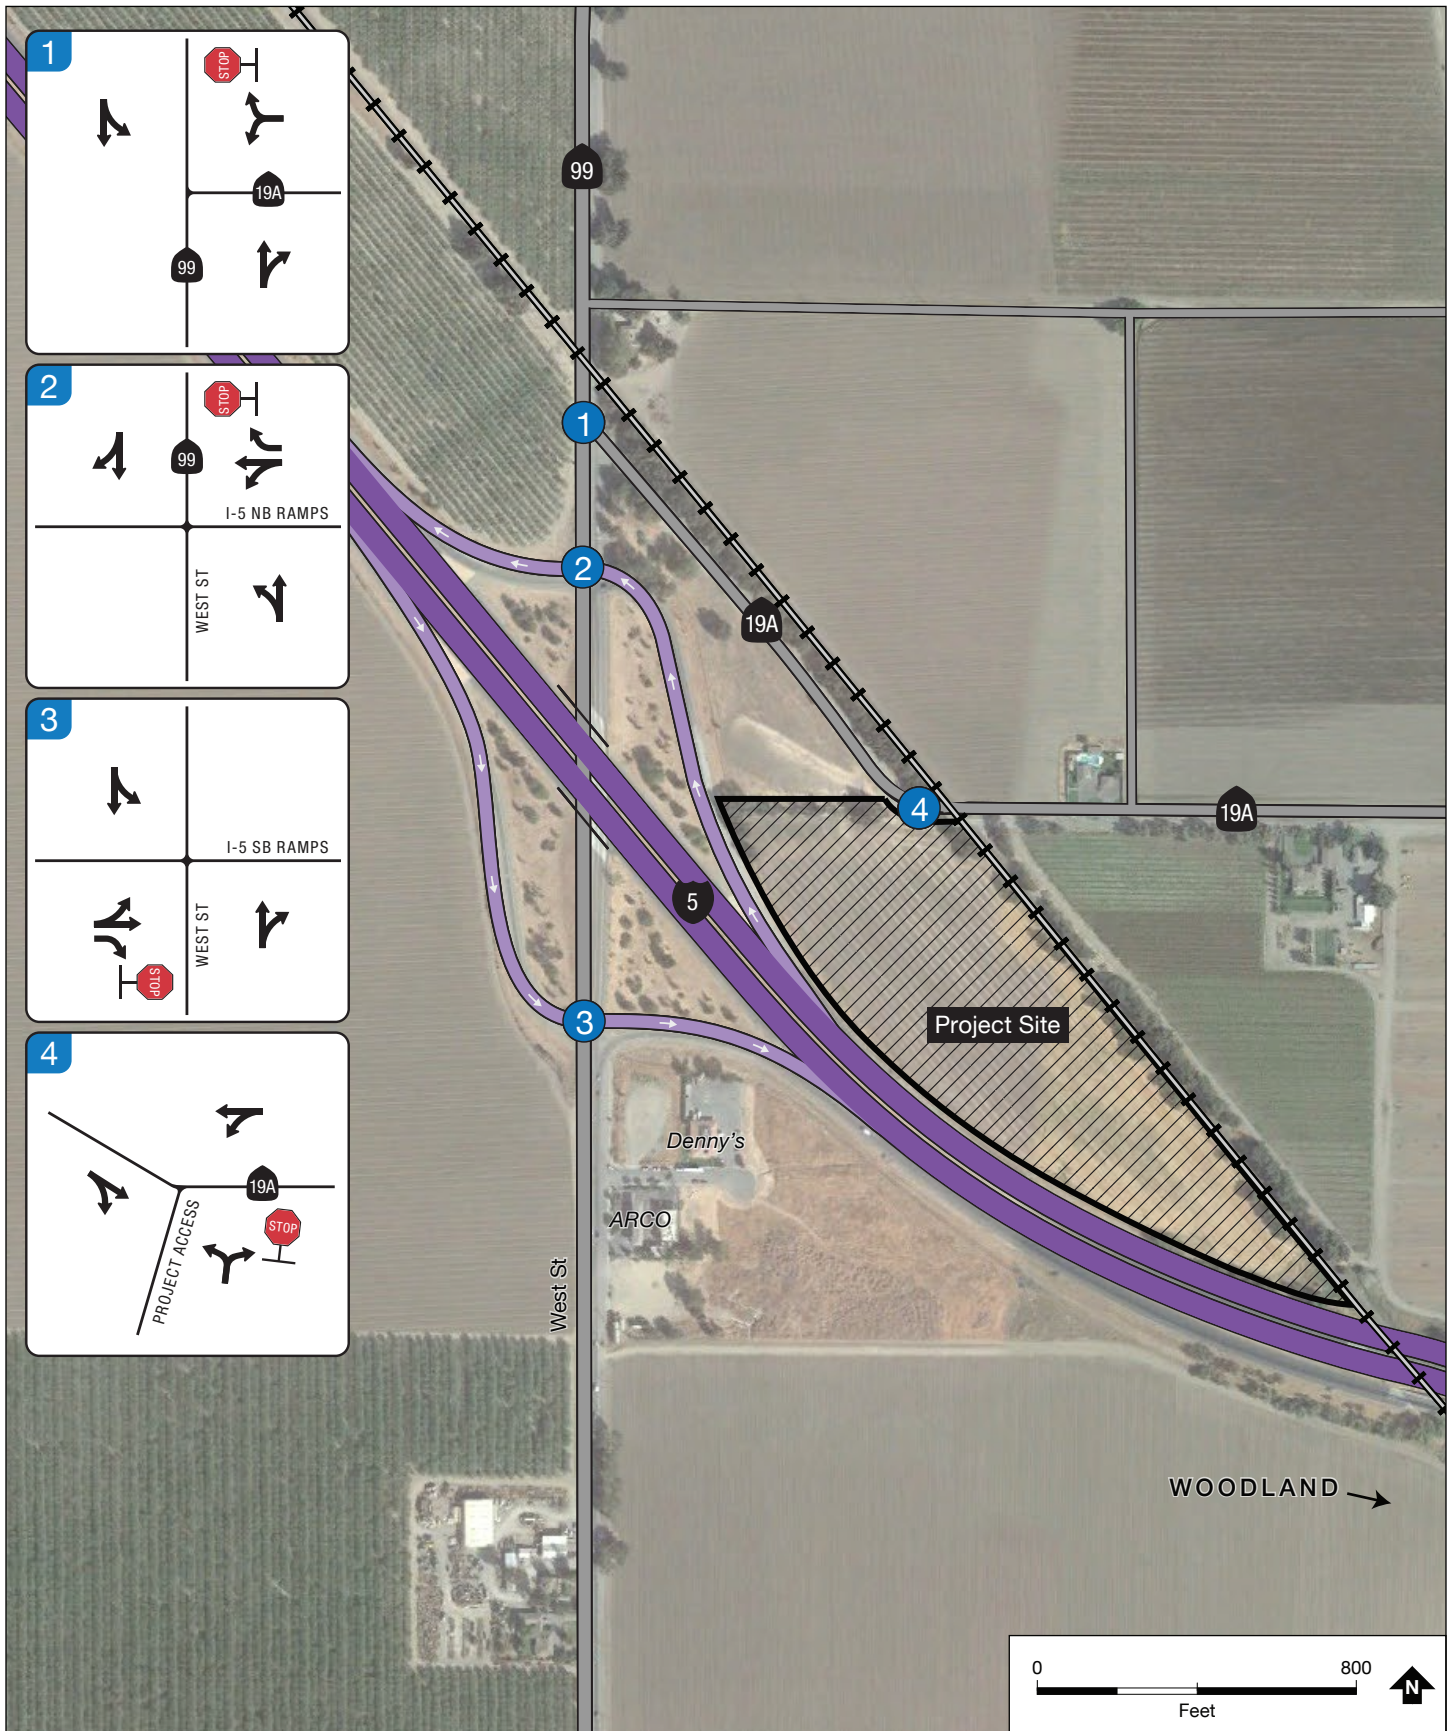 1
STOP
19A
99
2
STOP
99
I-5 NB RAMPS
WEST ST
3
I-5 SB RAMPS
WEST ST
STOP
4
19A
STOP
PROJECT ACCESS
99
1
2
19A
4
19A
5
Project Site
3
Denny's
ARCO
West St
WOODLAND
0 800
Feet
N